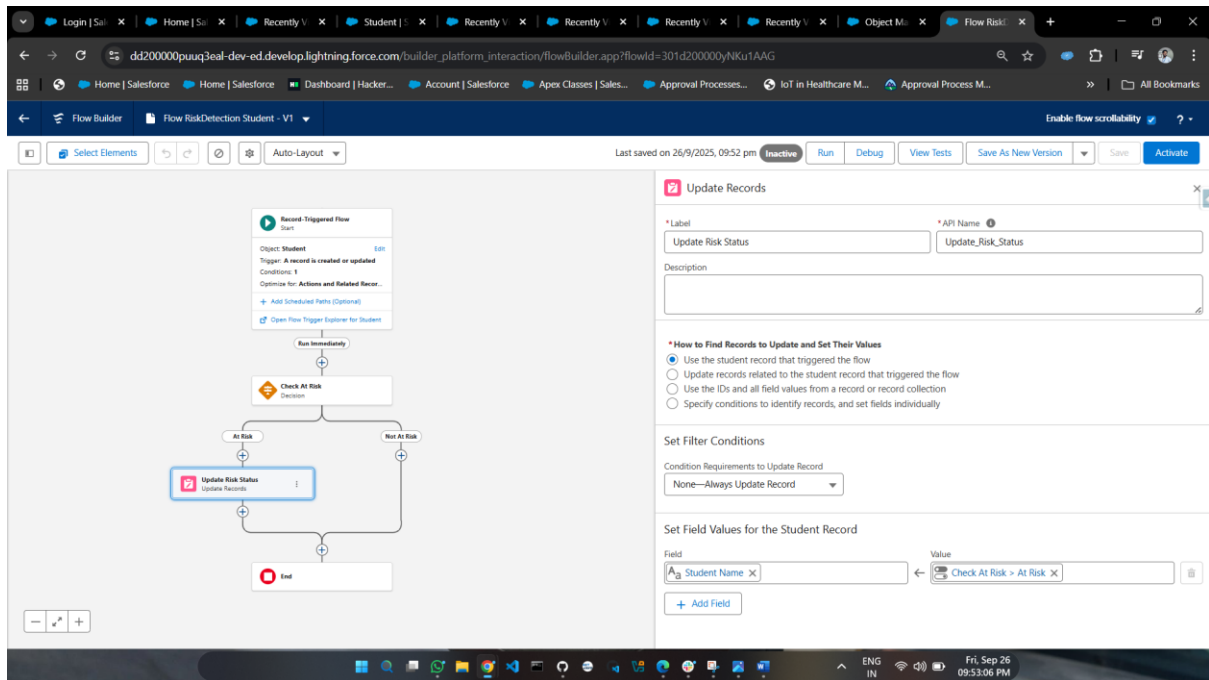 Login | Sal
Home | Sal
Recently V
Student | S
Recently V
Recently V
Recently V
Recently V
Object Ma
Flow RiskD
dd200000puuq3eal-dev-ed.develop.lightning.force.com/builder_platform_interaction/flowBuilder.app?flowId=301d200000yNKu1AAG
Home | Salesforce
Home | Salesforce
Dashboard | Hacker...
Account | Salesforce
Apex Classes | Sales...
Approval Processes...
IoT in Healthcare M...
Approval Process M...
»
All Bookmarks
Flow Builder
Flow RiskDetection Student - V1
Enable flow scrollability
?
Select Elements
Auto-Layout
Last saved on 26/9/2025, 09:52 pm
Inactive
Run
Debug
View Tests
Save As New Version
Save
Activate
Record-Triggered Flow
Start
Object: Student
Edit
Trigger: A record is created or updated
Conditions: 1
Optimize for: Actions and Related Recor...
+ Add Scheduled Paths (Optional)
Open Flow Trigger Explorer for Student
Run Immediately
Check At Risk
Decision
At Risk
Not At Risk
Update Risk Status
Update Records
End
Update Records
*Label
*API Name
Update Risk Status
Update_Risk_Status
Description
*How to Find Records to Update and Set Their Values
Use the student record that triggered the flow
Update records related to the student record that triggered the flow
Use the IDs and all field values from a record or record collection
Specify conditions to identify records, and set fields individually
Set Filter Conditions
Condition Requirements to Update Record
None—Always Update Record
Set Field Values for the Student Record
Field
Value
Aa Student Name
Check At Risk > At Risk
+ Add Field
ENG
IN
Fri, Sep 26
09:53:06 PM